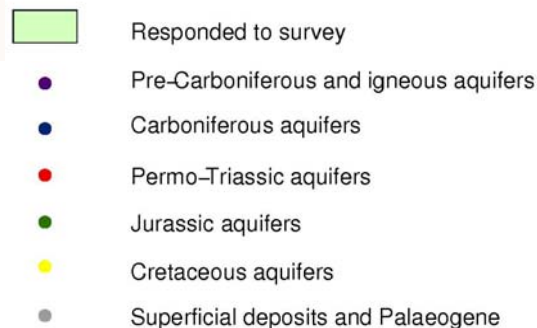 Responded to survey
Pre–Carboniferous and igneous aquifers
Carboniferous aquifers
Permo–Triassic aquifers
Jurassic aquifers
Cretaceous aquifers
Superficial deposits and Palaeogene